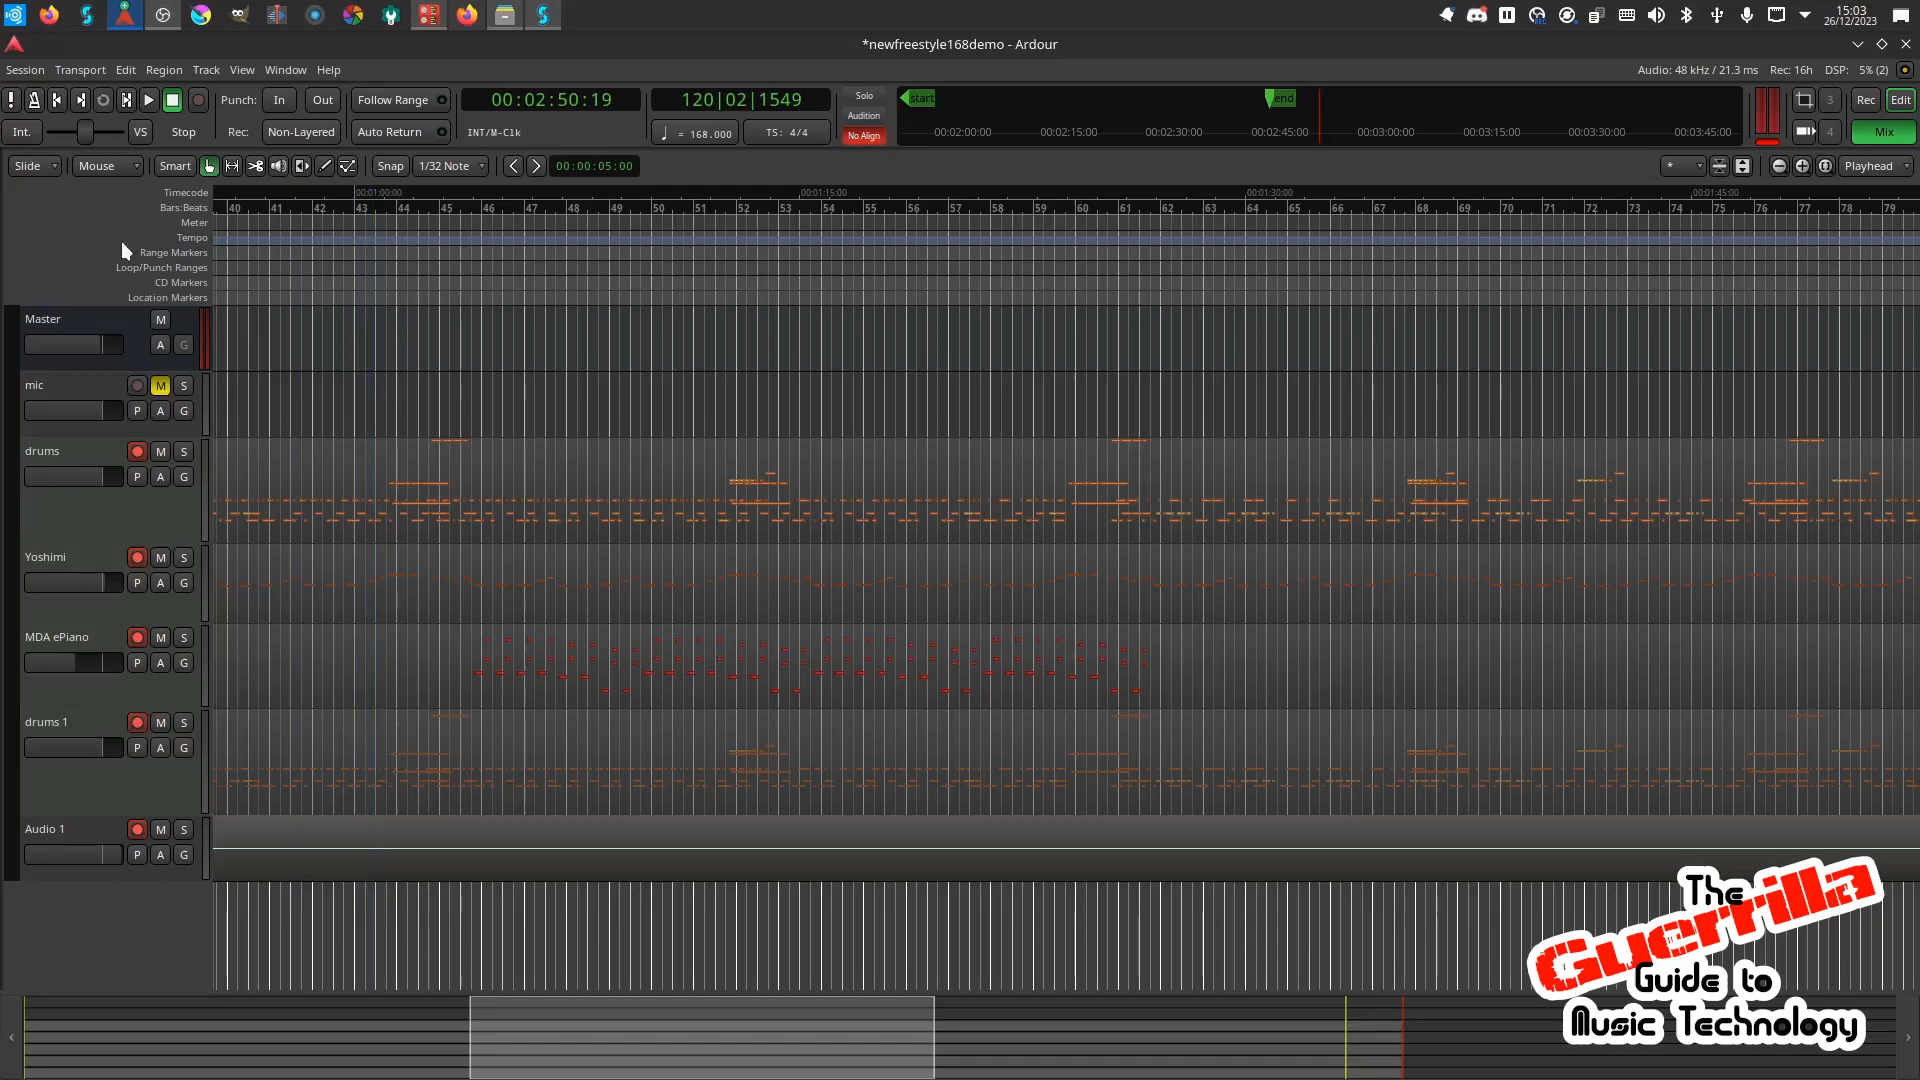 15:03
26/12/2023
*newfreestyle168demo - Ardour
Session Transport Edit Region Track View Window Help
Audio: 48 kHz / 21.3 ms Rec: 16h DSP: 5% (2)
Punch: In Out Follow Range 00:02:50:19 120|02|1549
Solo
Audition
No Align
start end
00:02:00:00 00:02:15:00 00:02:30:00 00:02:45:00 00:03:00:00 00:03:15:00 00:03:30:00 00:03:45:00
Rec 3 Edit
4 Mix
Int. VS Stop Rec: Non-Layered Auto Return INT/M-Clk ♩ = 168.000 TS: 4/4
Slide Mouse Smart Snap 1/32 Note 00:00:05:00 * Playhead
Timecode 00:01:00:00 00:01:15:00 00:01:30:00 00:01:45:00
Bars:Beats 40 41 42 43 44 45 46 47 48 49 50 51 52 53 54 55 56 57 58 59 60 61 62 63 64 65 66 67 68 69 70 71 72 73 74 75 76 77 78 79
Meter
Tempo
Range Markers
Loop/Punch Ranges
CD Markers
Location Markers
Master M
A G
mic M S
P A G
drums M S
P A G
Yoshimi M S
P A G
MDA ePiano M S
P A G
drums 1 M S
P A G
Audio 1 M S
P A G
The
Guerrilla
Guide to
Music Technology